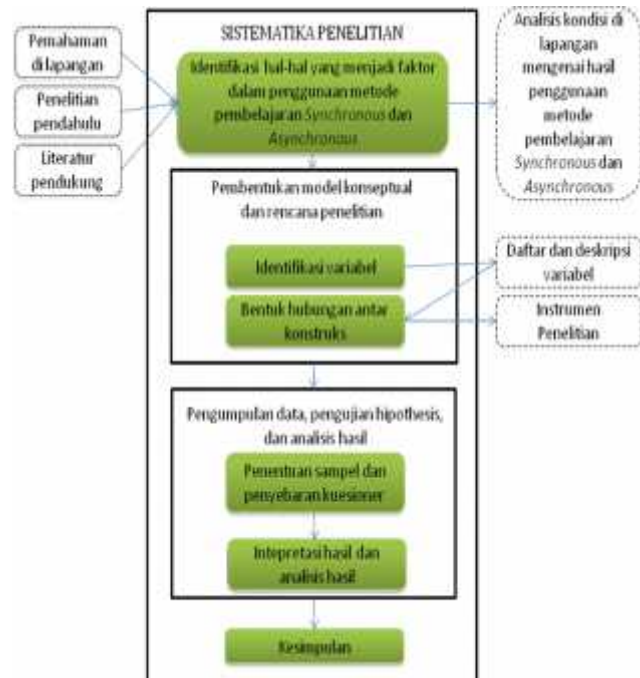 SISTEMATIKA PENELITIAN
Pemahaman
di lapangan
Penelitian
pendahulu
Literatur
pendukung
Identifikasi hal-hal yang menjadi faktor
dalam penggunaan metode
pembelajaran Synchronous dan
Asynchronous
Analisis kondisi di
lapangan
mengenai hasil
penggunaan
metode
pembelajaran
Synchronous dan
Asynchronous
Pembentukan model konseptual
dan rencana penelitian
Identifikasi variabel
Bentuk hubungan antar
konstruks
Daftar dan deskripsi
variabel
Instrumen
Penelitian
Pengumpulan data, pengujian hipothesis,
dan analisis hasil
Penentuan sampel dan
penyebaran kuesioner
Intepretasi hasil dan
analisis hasil
Kesimpulan